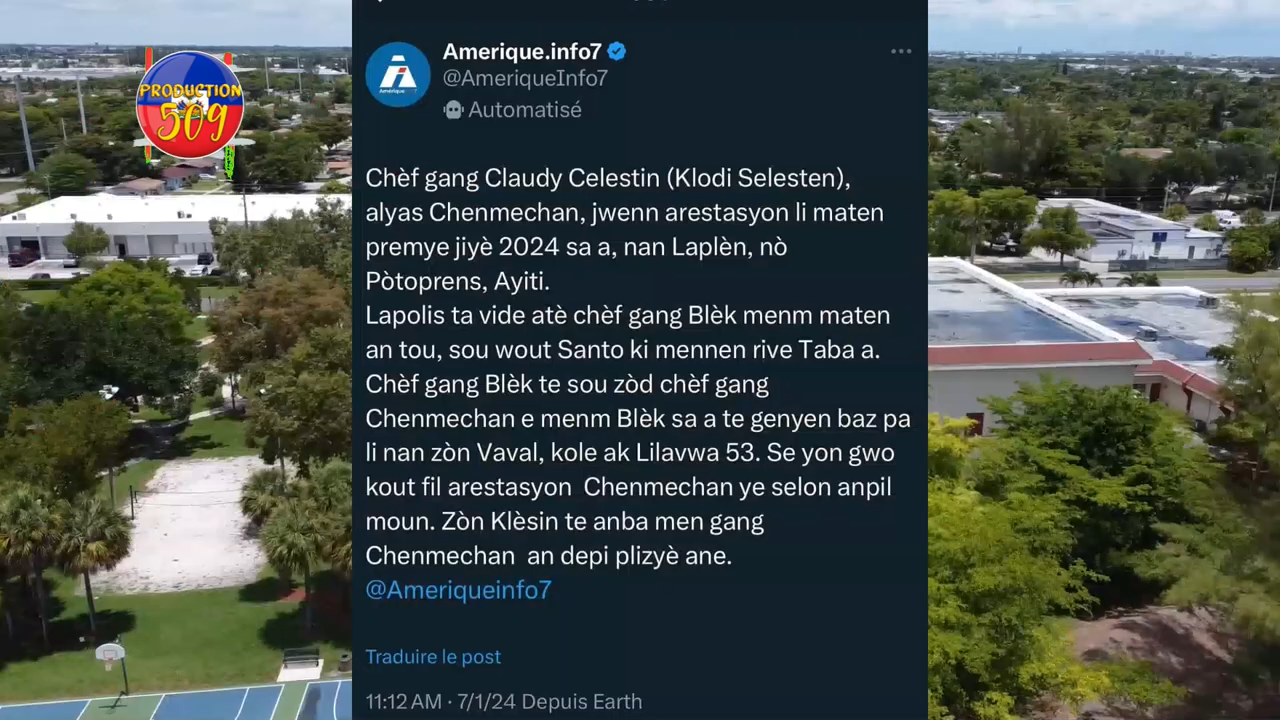 PRODUCTION
509
Amerique.info7
@AmeriqueInfo7
Automatisé
Chèf gang Claudy Celestin (Klodi Selesten),
alyas Chenmechan, jwenn arestasyon li maten
premye jiyè 2024 sa a, nan Laplèn, nò
Pòtoprens, Ayiti.
Lapolis ta vide atè chèf gang Blèk menm maten
an tou, sou wout Santo ki mennen rive Taba a.
Chèf gang Blèk te sou zòd chèf gang
Chenmechan e menm Blèk sa a te genyen baz pa
li nan zòn Vaval, kole ak Lilavwa 53. Se yon gwo
kout fil arestasyon  Chenmechan ye selon anpil
moun. Zòn Klèsin te anba men gang
Chenmechan  an depi plizyè ane.
@Ameriqueinfo7
Traduire le post
11:12 AM · 7/1/24 Depuis Earth